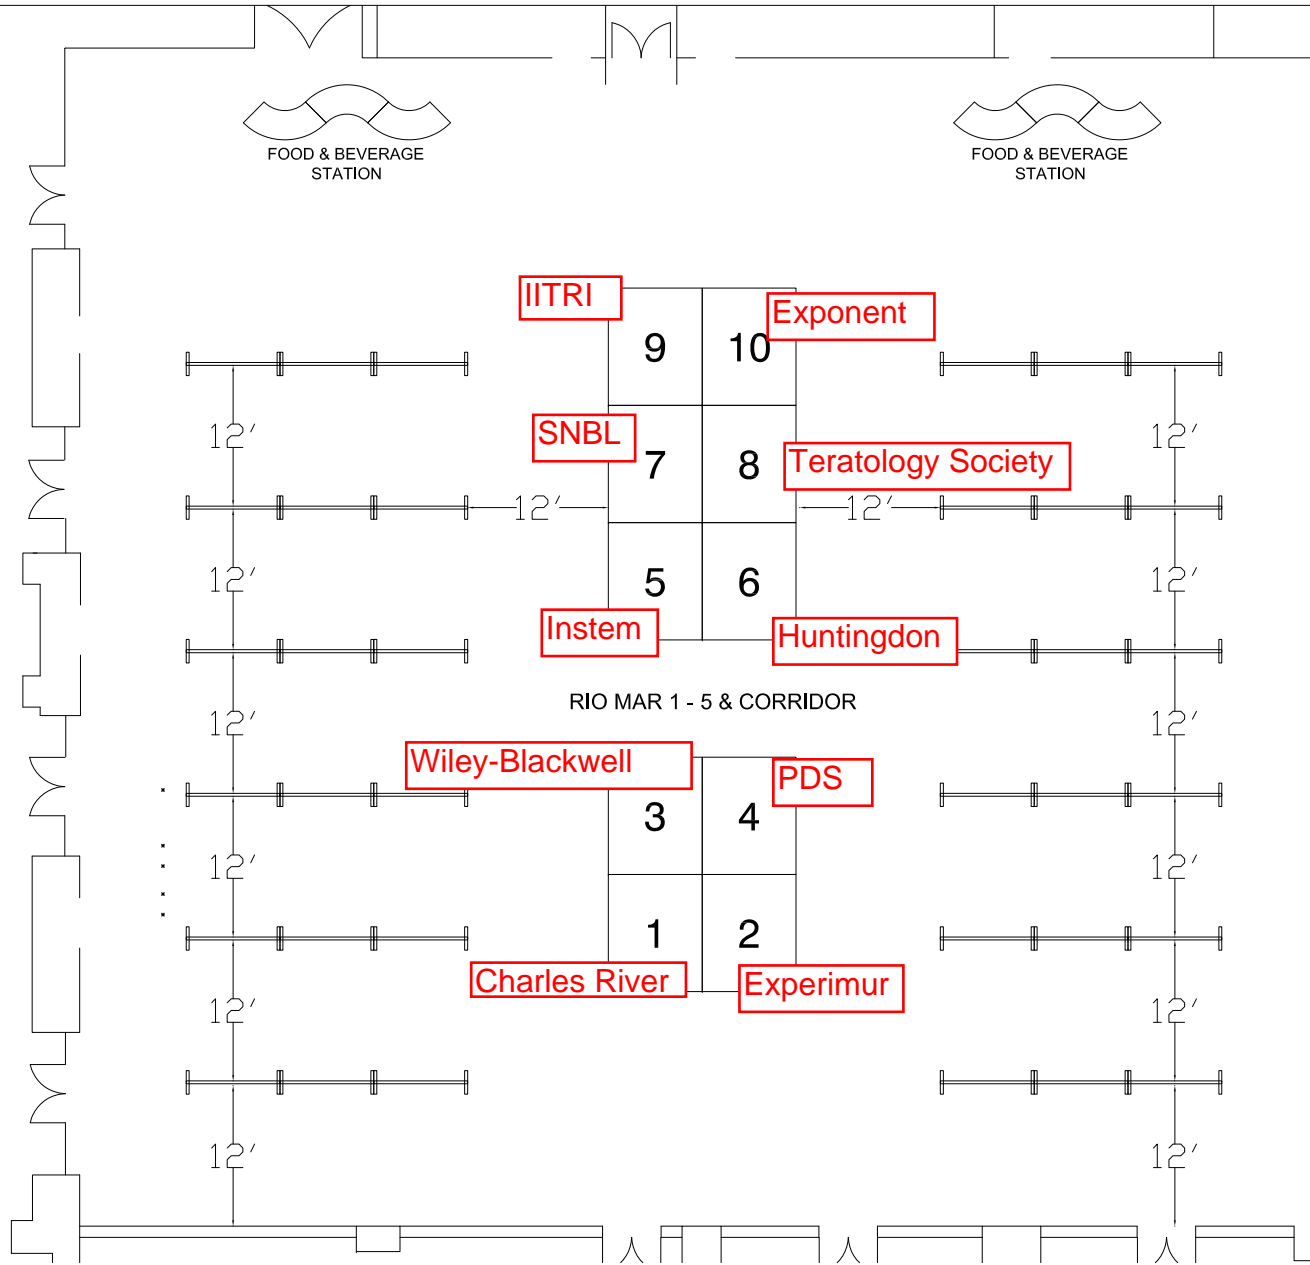 FOOD & BEVERAGE
STATION
FOOD & BEVERAGE
STATION
IITRI
Exponent
9
10
12'
12'
SNBL
7
8
Teratology Society
12'
12'
12'
12'
5
6
Instem
Huntingdon
RIO MAR 1 - 5 & CORRIDOR
12'
12'
Wiley-Blackwell
PDS
3
4
12'
12'
1
2
Charles River
Experimur
12'
12'
12'
12'